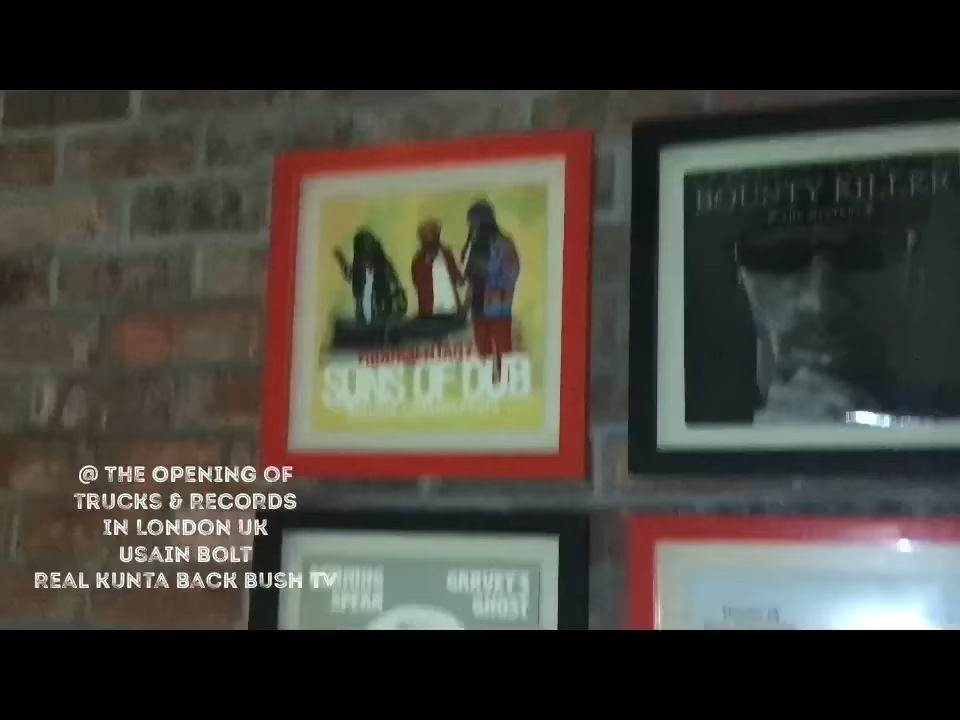 BOUNTY KILLER
SONS OF DUB
@ THE OPENING OF
TRUCKS & RECORDS
IN LONDON UK
USAIN BOLT
REAL KUNTA BACK BUSH TV
GARVEY'S
SPEAR GHOST